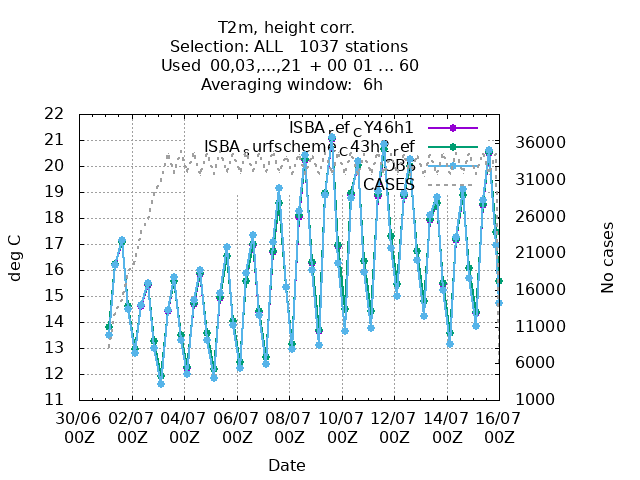 T2m, height corr.
Selection: ALL   1037 stations
Used  00,03,...,21  + 00 01 ... 60
Averaging window:  6h
ISBA_ref_CY46h1
ISBA_surfscheme_C43h2_ref
OBS
CASES
22
21
20
19
18
17
16
15
14
13
12
11
deg C
36000
31000
26000
21000
16000
11000
6000
1000
No cases
30/06 02/07 04/07 06/07 08/07 10/07 12/07 14/07 16/07
00Z 00Z 00Z 00Z 00Z 00Z 00Z 00Z 00Z
Date